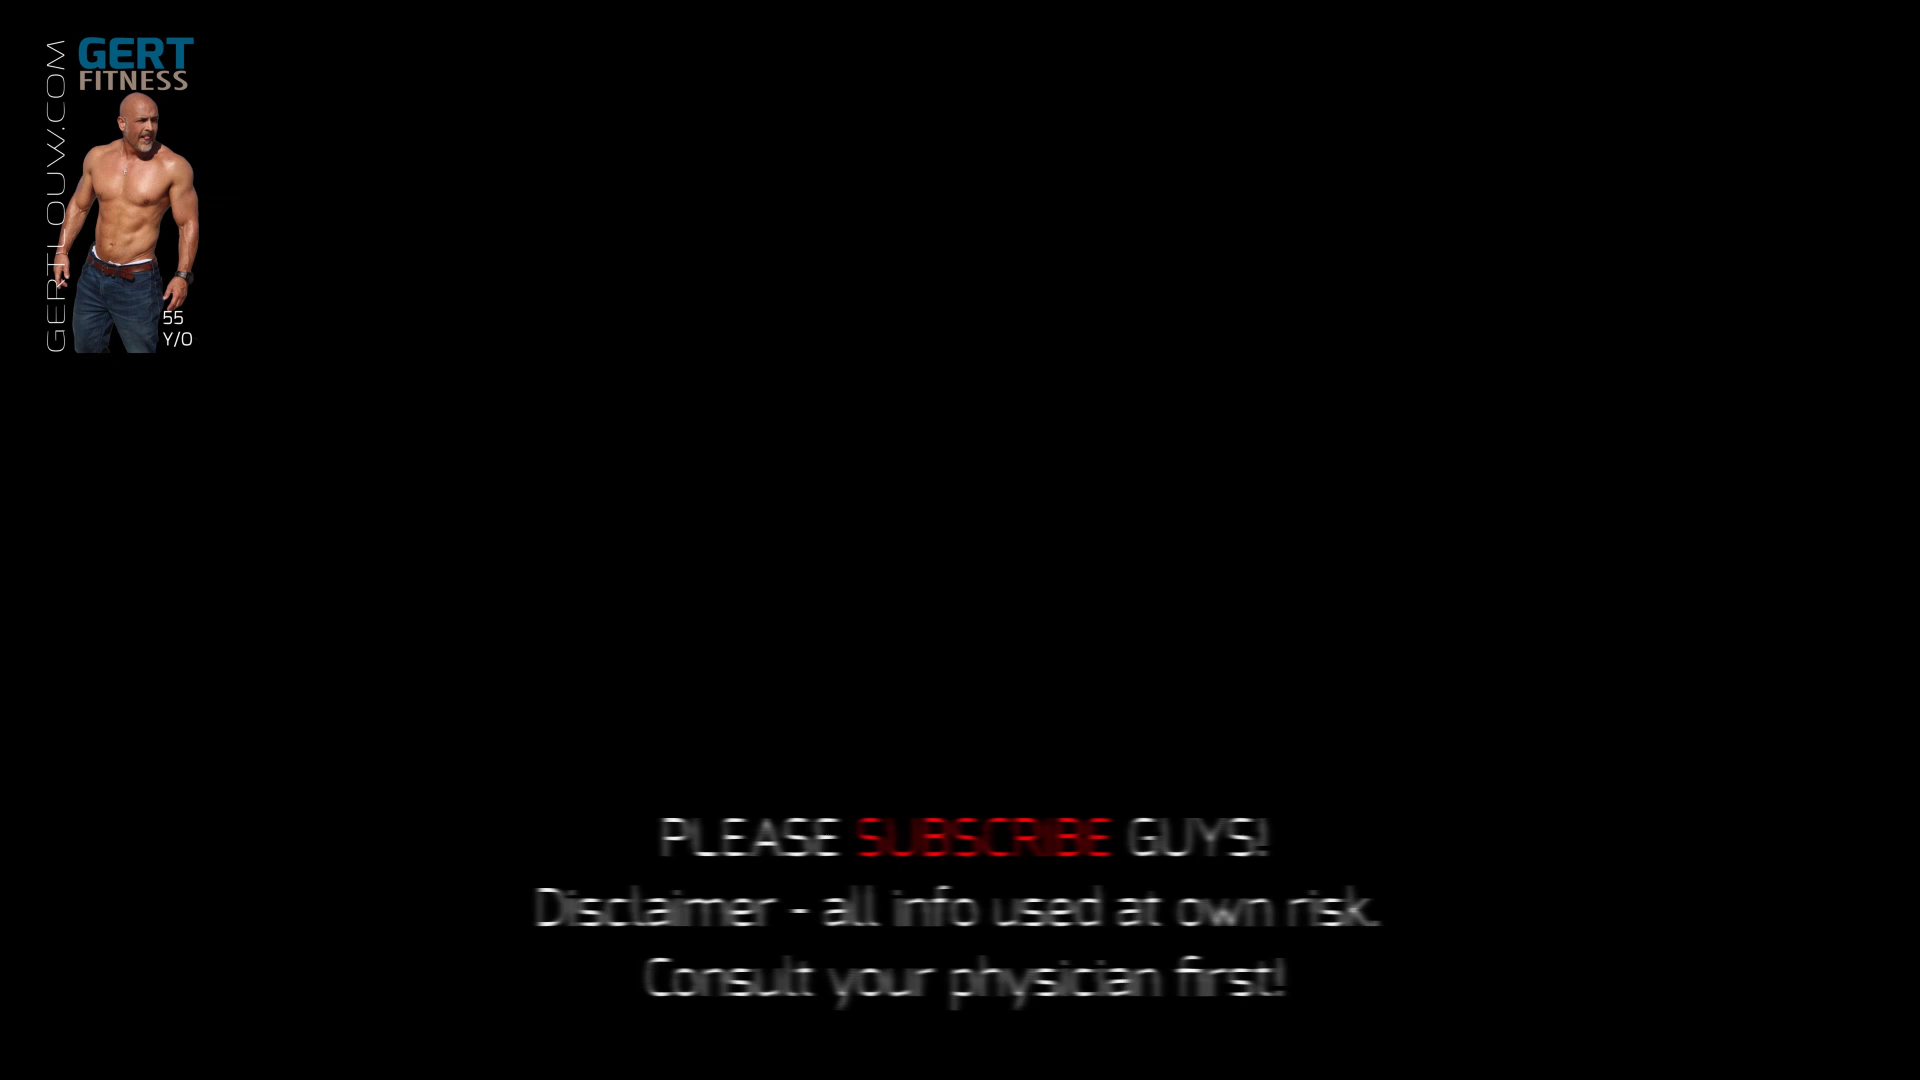 GERTLOUW.COM
GERT
FITNESS
55
Y/O
PLEASE SUBSCRIBE GUYS!
Disclaimer - all info used at own risk.
Consult your physician first!